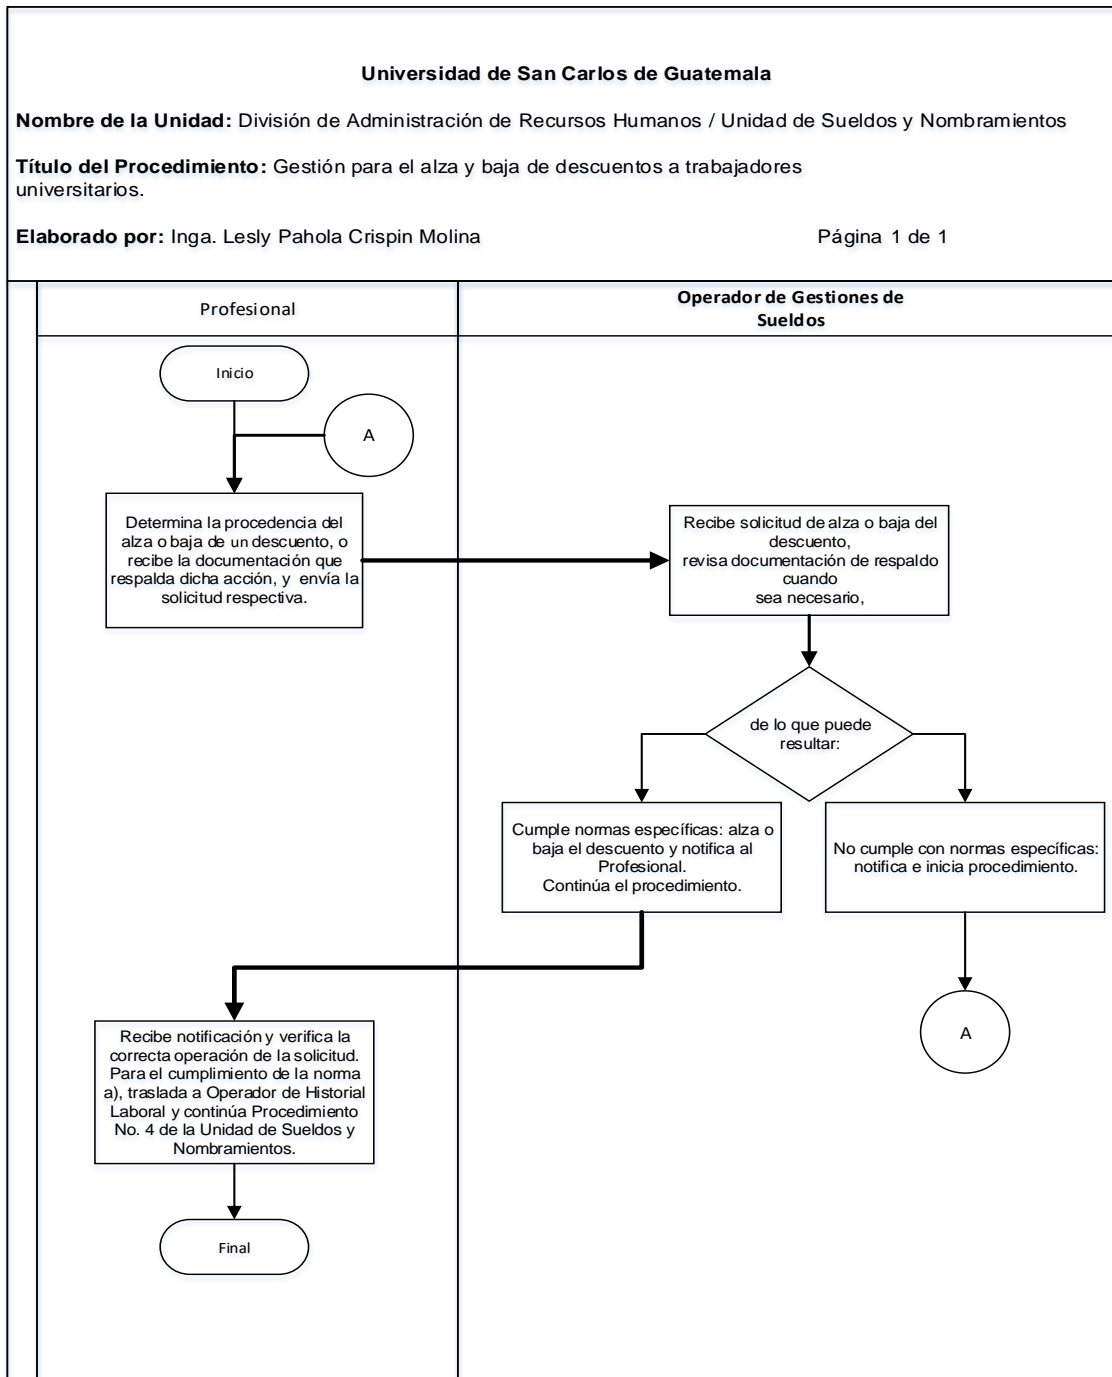 Universidad de San Carlos de Guatemala
Nombre de la Unidad: División de Administración de Recursos Humanos / Unidad de Sueldos y Nombramientos
Título del Procedimiento: Gestión para el alza y baja de descuentos a trabajadores
universitarios.
Elaborado por: Inga. Lesly Pahola Crispin Molina Página 1 de 1
Profesional
Operador de Gestiones de
Sueldos
Inicio
A
Determina la procedencia del
alza o baja de un descuento, o
recibe la documentación que
respalda dicha acción, y envía la
solicitud respectiva.
Recibe solicitud de alza o baja del
descuento,
revisa documentación de respaldo
cuando
sea necesario,
de lo que puede
resultar:
Cumple normas específicas: alza o
baja el descuento y notifica al
Profesional.
Continúa el procedimiento.
No cumple con normas específicas:
notifica e inicia procedimiento.
A
Recibe notificación y verifica la
correcta operación de la solicitud.
Para el cumplimiento de la norma
a), traslada a Operador de Historial
Laboral y continúa Procedimiento
No. 4 de la Unidad de Sueldos y
Nombramientos.
Final